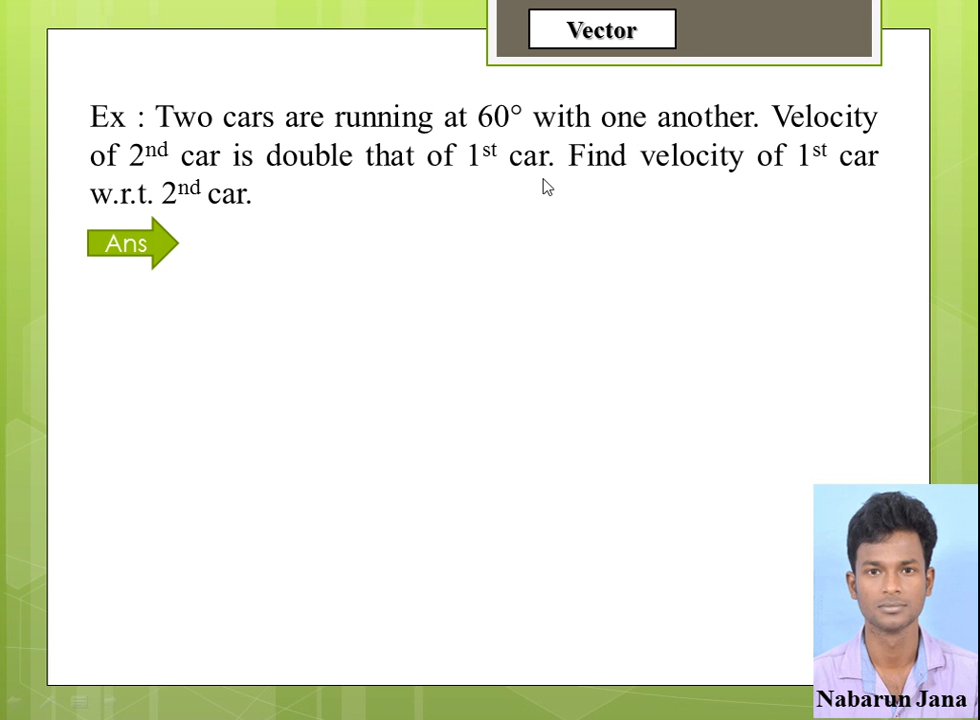 Vector
Ex : Two cars are running at 60° with one another. Velocity
of 2nd car is double that of 1st car. Find velocity of 1st car
w.r.t. 2nd car.
Ans
Nabarun Jana